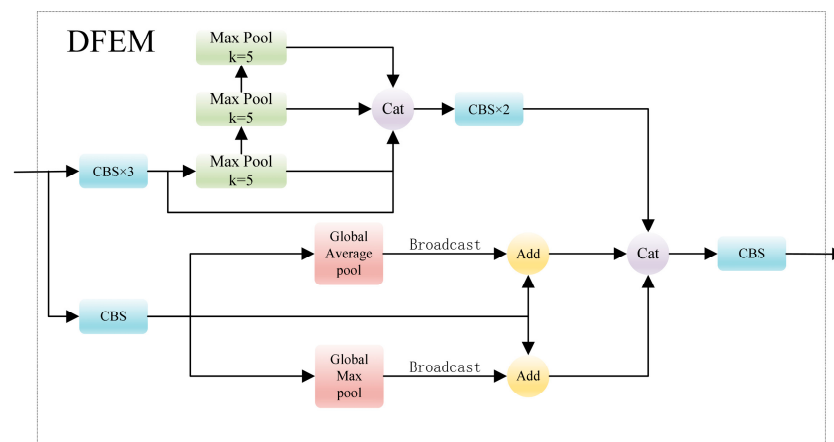 DFEM
Max Pool
k=5
Max Pool
k=5
Cat
CBS×2
CBS×3
Max Pool
k=5
Global
Average
pool
Broadcast
Add
Cat
CBS
CBS
Global
Max
pool
Broadcast
Add